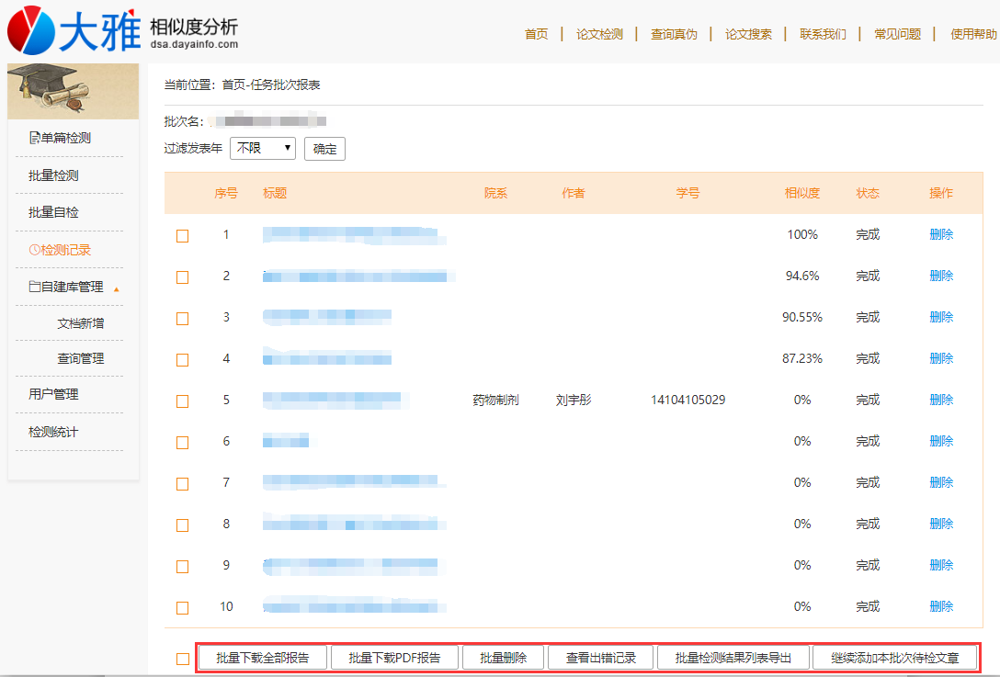 大雅 相似度分析
dsa.dayainfo.com
首页 | 论文检测 | 查询真伪 | 论文搜索 | 联系我们 | 常见问题 | 使用帮助
单篇检测
批量检测
批量自检
检测记录
自建库管理
文档新增
查询管理
用户管理
检测统计
当前位置：首页-任务批次报表
批次名：
过滤发表年 不限 确定
序号 标题 院系 作者 学号 相似度 状态 操作
1 100% 完成 删除
2 94.6% 完成 删除
3 90.55% 完成 删除
4 87.23% 完成 删除
5 药物制剂 刘宇彤 14104105029 0% 完成 删除
6 0% 完成 删除
7 0% 完成 删除
8 0% 完成 删除
9 0% 完成 删除
10 0% 完成 删除
批量下载全部报告 批量下载PDF报告 批量删除 查看出错记录 批量检测结果列表导出 继续添加本批次待检文章